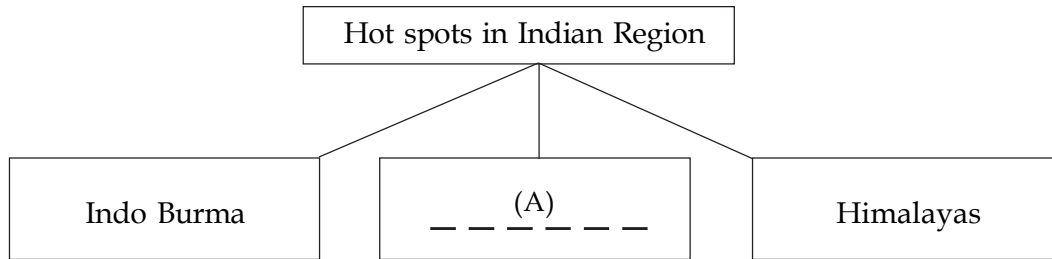 Hot spots in Indian Region
Indo Burma
(A)
_ _ _ _ _ _
Himalayas